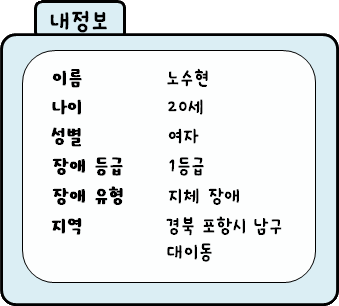 내정보
이름 노수현
나이 20세
성별 여자
장애 등급 1등급
장애 유형 지체 장애
지역 경북 포항시 남구
대이동